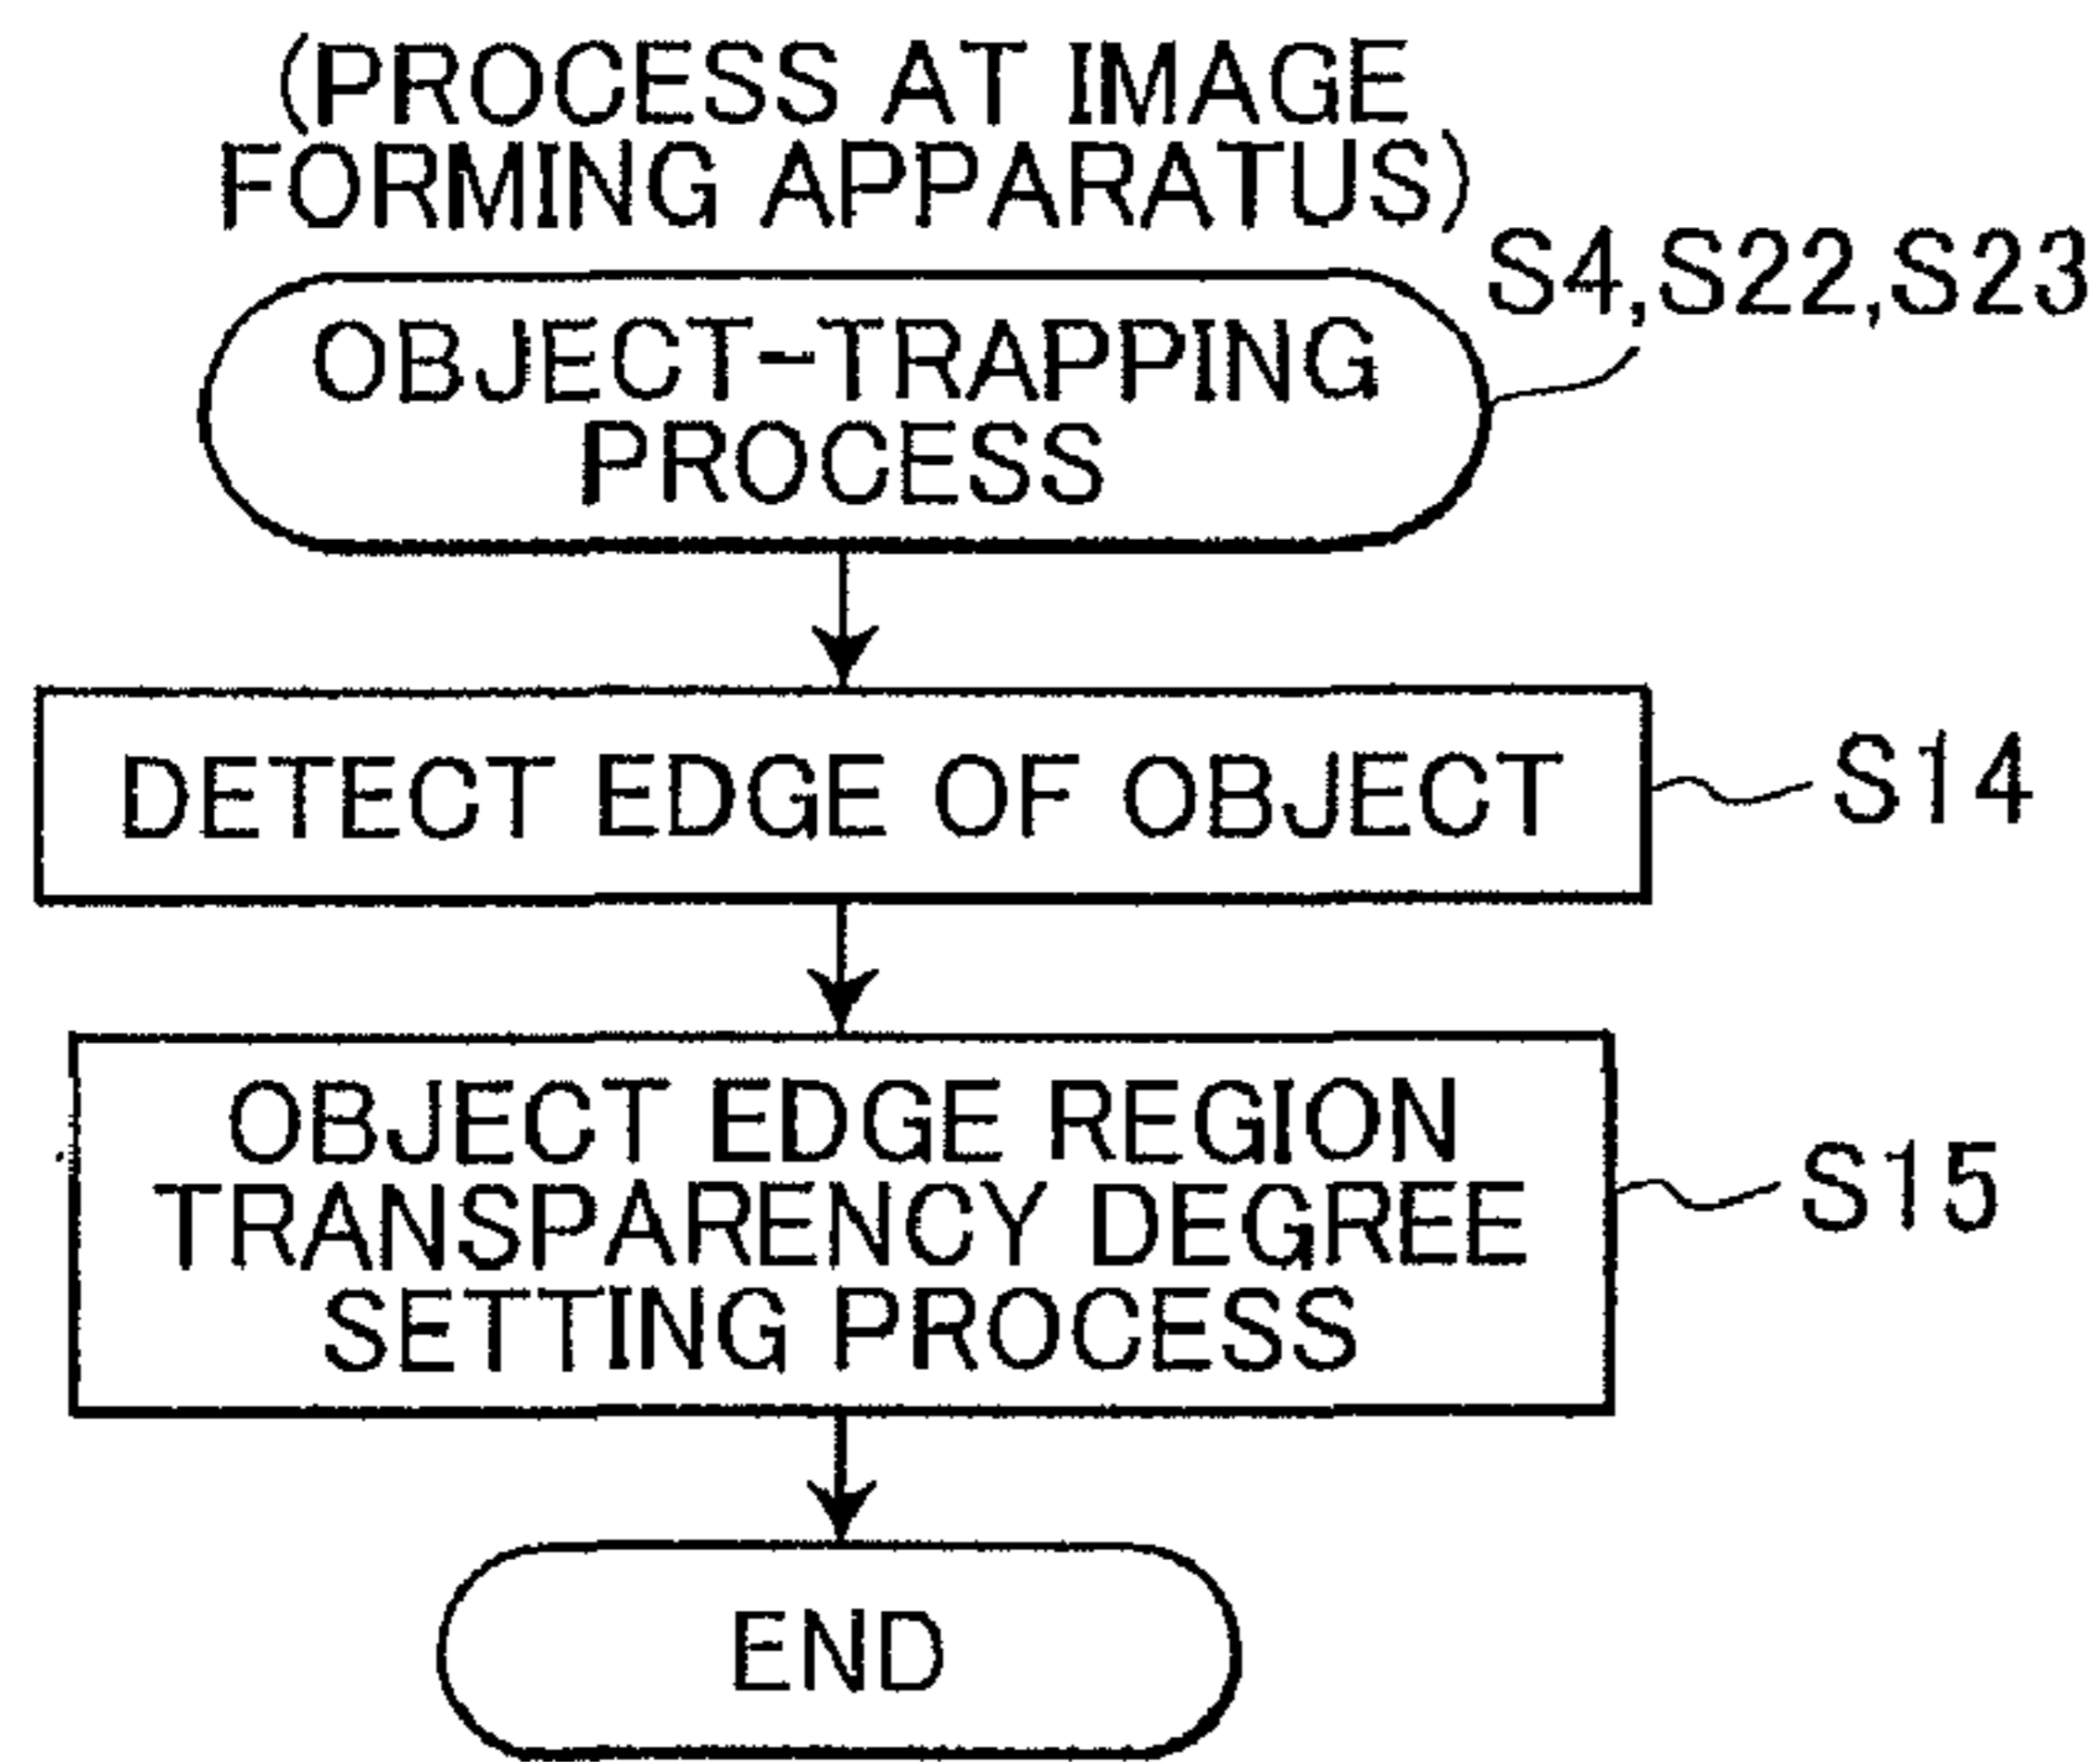 (PROCESS AT IMAGE
FORMING APPARATUS)
S4,S22,S23
OBJECT-TRAPPING
PROCESS
DETECT EDGE OF OBJECT
S14
OBJECT EDGE REGION
TRANSPARENCY DEGREE
SETTING PROCESS
S15
END